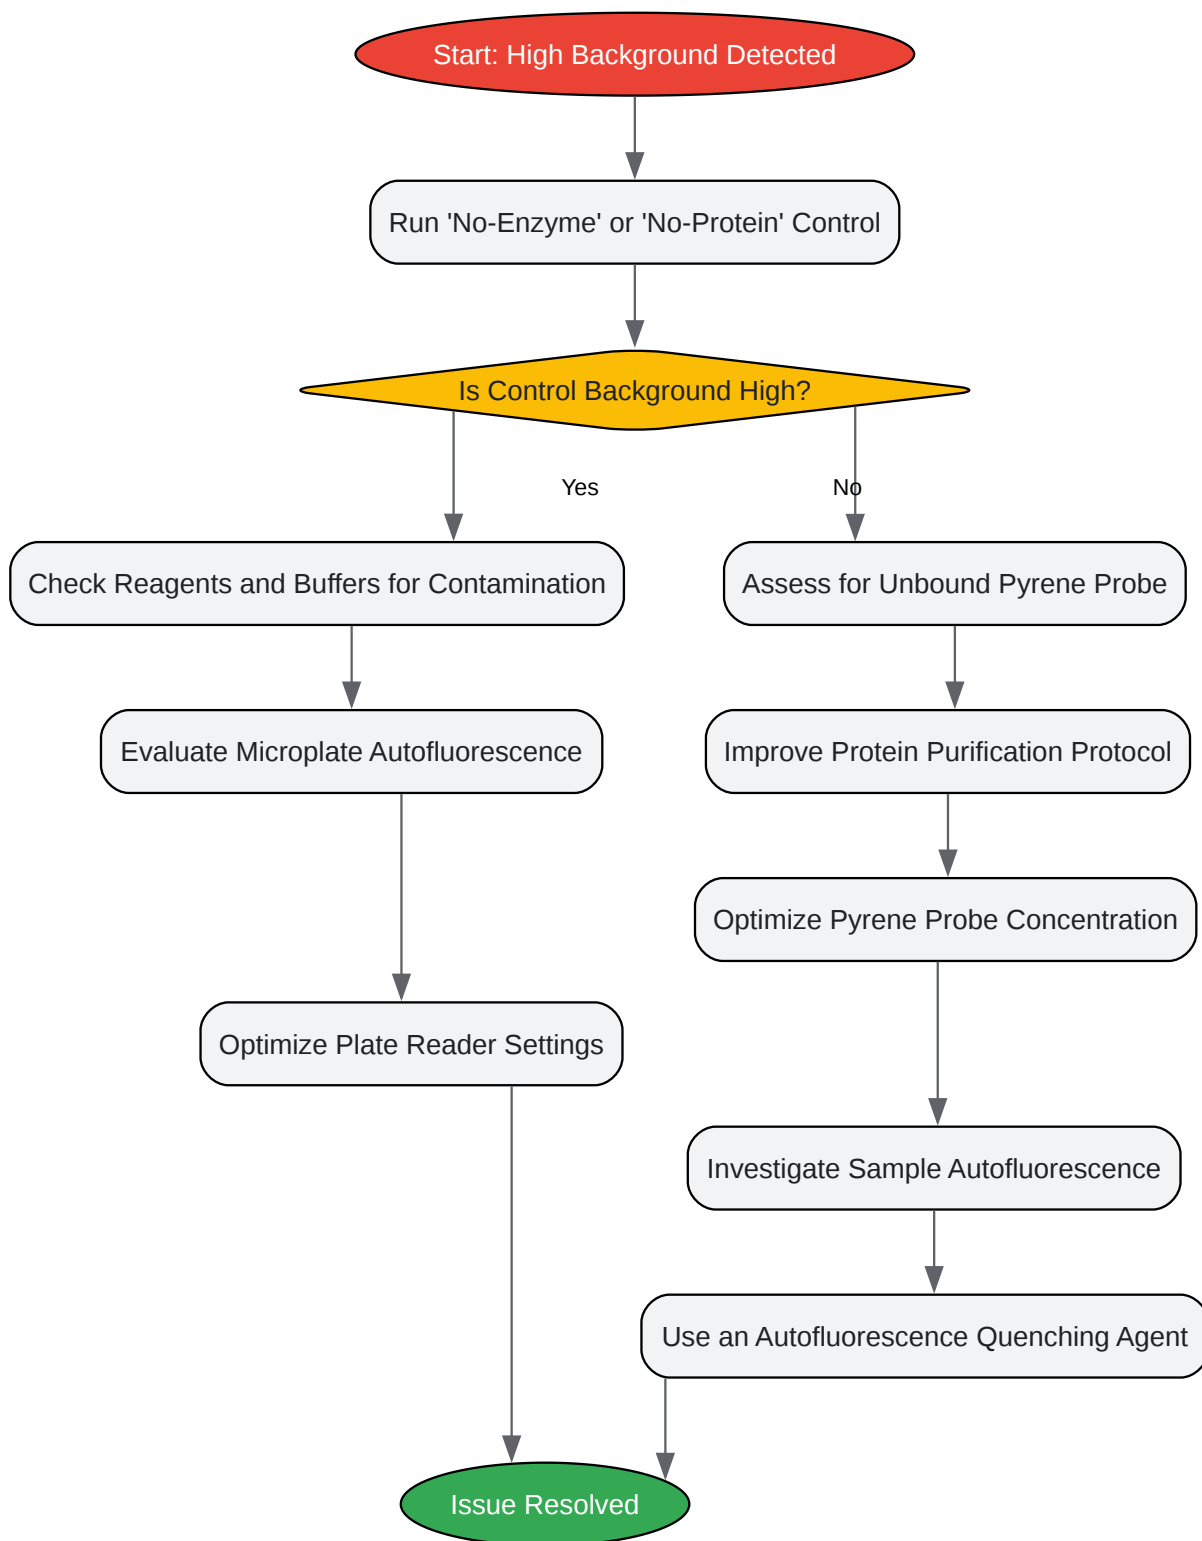 Start: High Background Detected
Run 'No-Enzyme' or 'No-Protein' Control
Is Control Background High?
Yes
No
Check Reagents and Buffers for Contamination
Assess for Unbound Pyrene Probe
Evaluate Microplate Autofluorescence
Improve Protein Purification Protocol
Optimize Pyrene Probe Concentration
Optimize Plate Reader Settings
Investigate Sample Autofluorescence
Use an Autofluorescence Quenching Agent
Issue Resolved